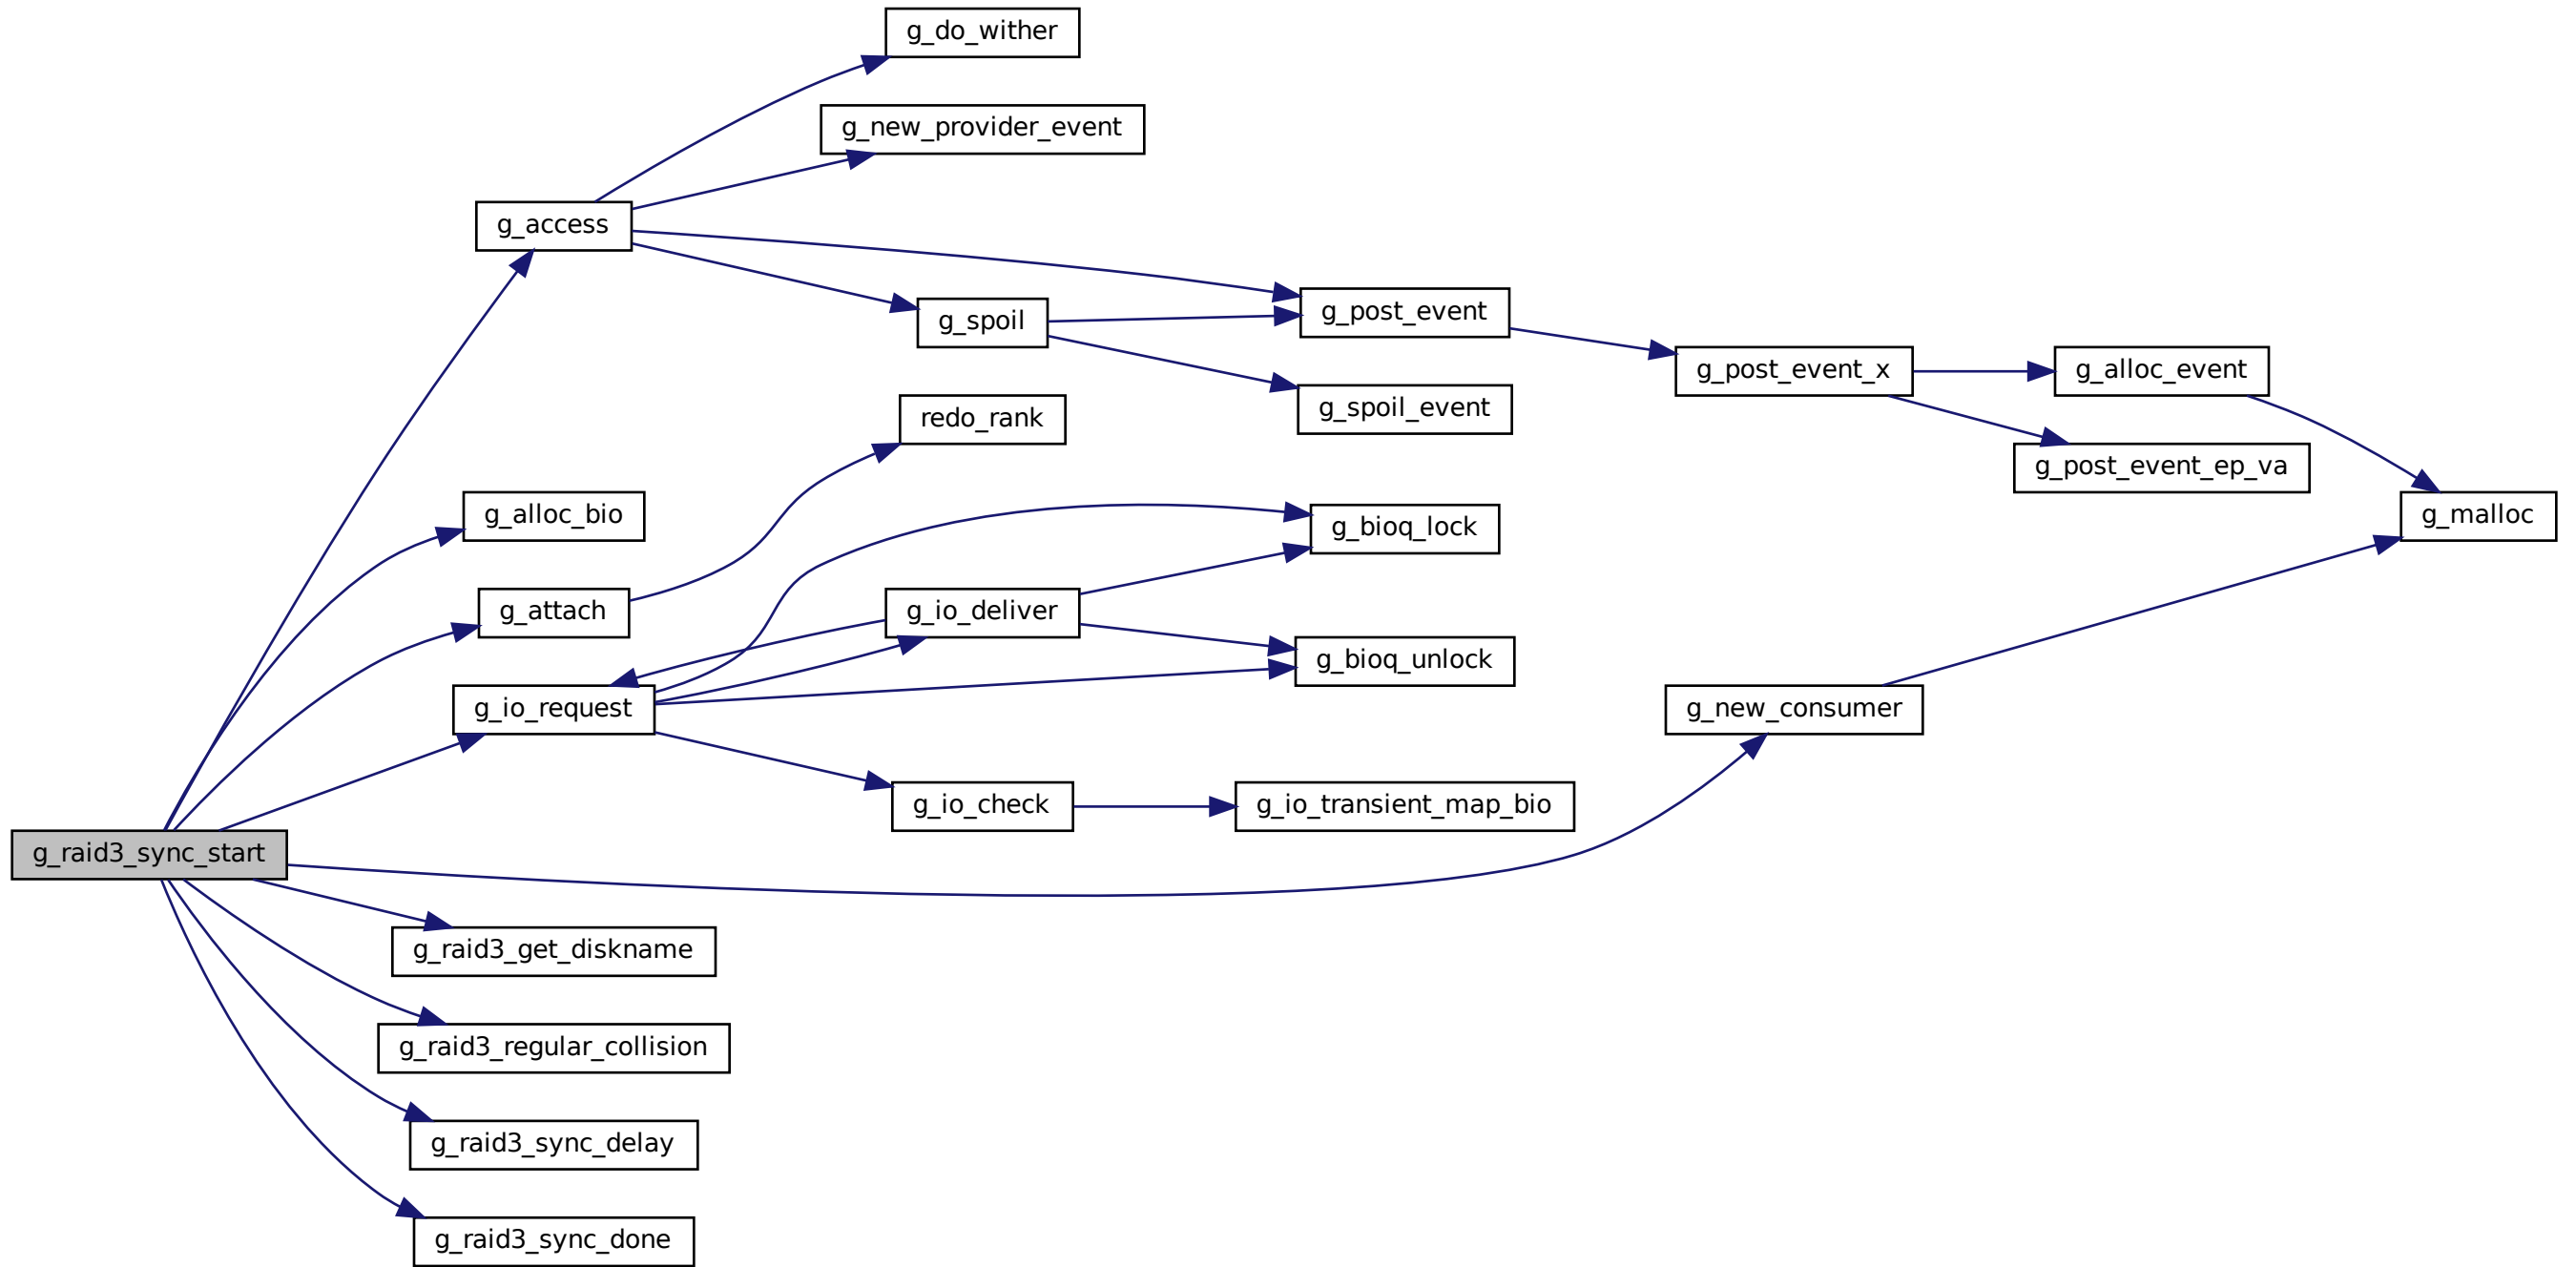 g_do_wither
g_new_provider_event
g_access
g_post_event
g_spoil
g_post_event_x
g_alloc_event
g_spoil_event
redo_rank
g_post_event_ep_va
g_alloc_bio
g_malloc
g_bioq_lock
g_attach
g_io_deliver
g_bioq_unlock
g_io_request
g_new_consumer
g_io_check
g_io_transient_map_bio
g_raid3_sync_start
g_raid3_get_diskname
g_raid3_regular_collision
g_raid3_sync_delay
g_raid3_sync_done